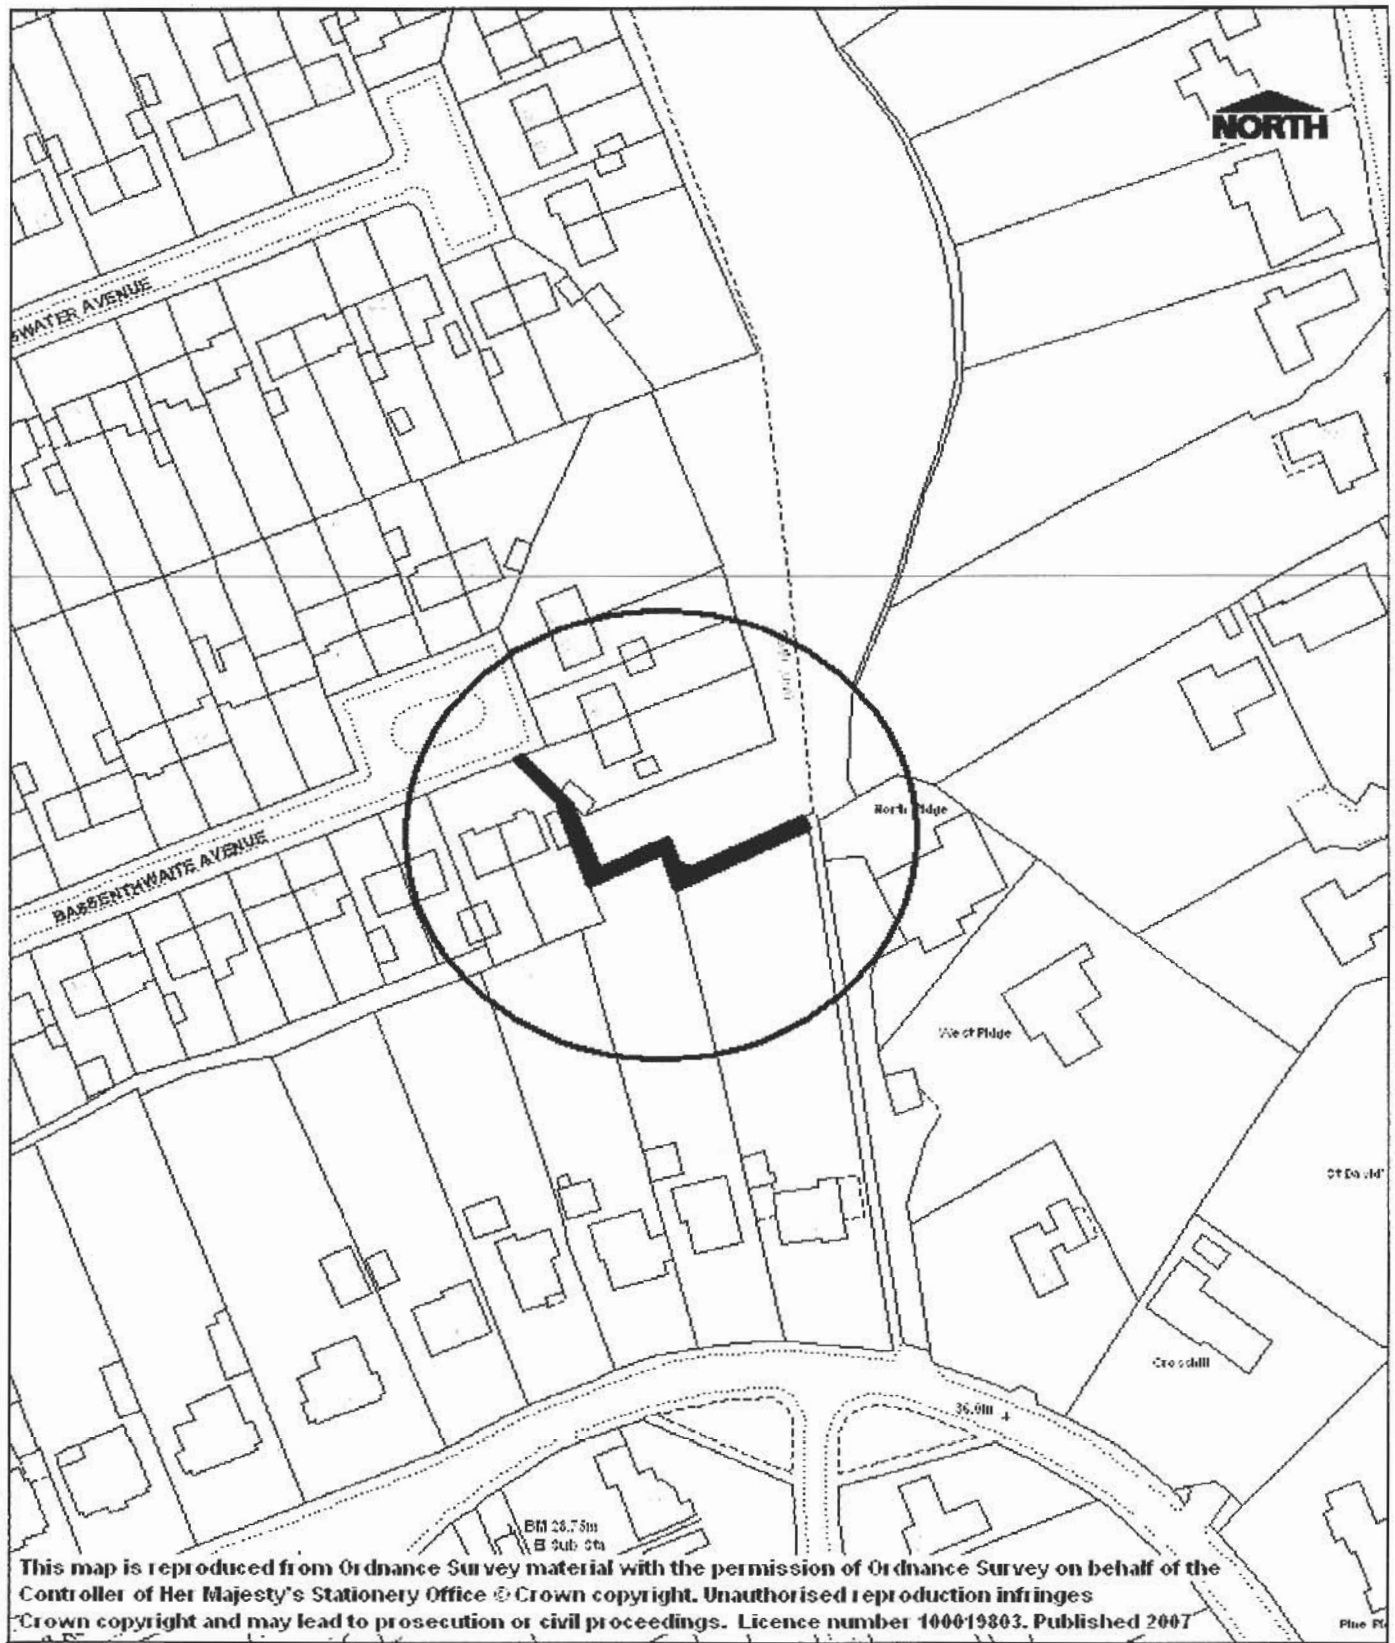 NORTH
SWATER AVENUE
BASSENTHWAITE AVENUE
North Ridge
West Ridge
St David'
Crosshill
36.0m
BM 28.75m
El Sub Sta
This map is reproduced from Ordnance Survey material with the permission of Ordnance Survey on behalf of the
Controller of Her Majesty's Stationery Office © Crown copyright. Unauthorised reproduction infringes
Crown copyright and may lead to prosecution or civil proceedings. Licence number 100019803. Published 2007